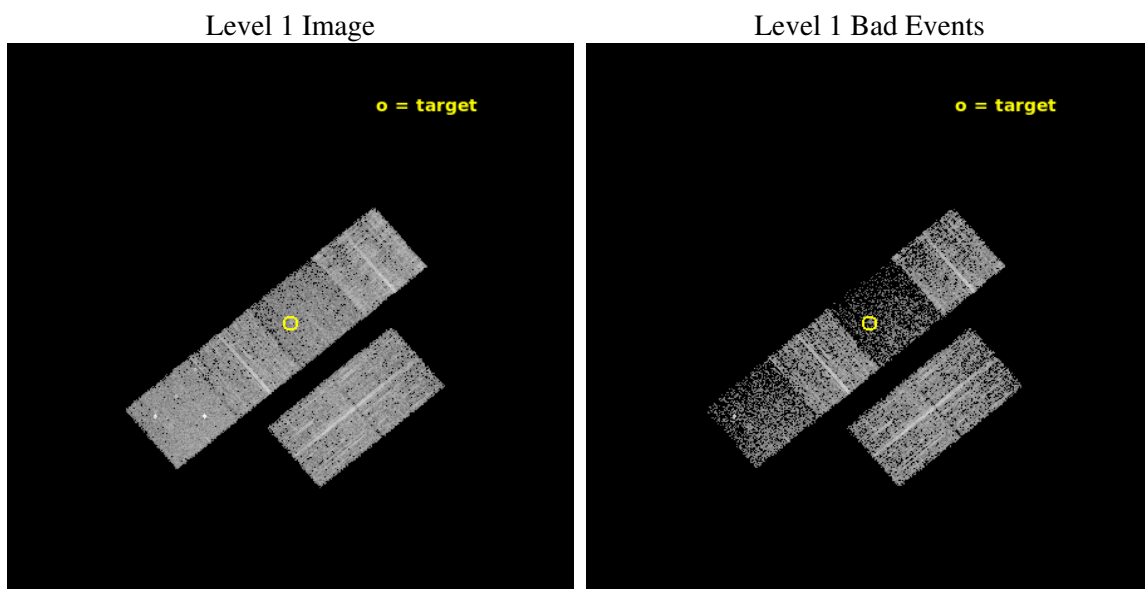 Level 1 Image
Level 1 Bad Events
o = target
o = target